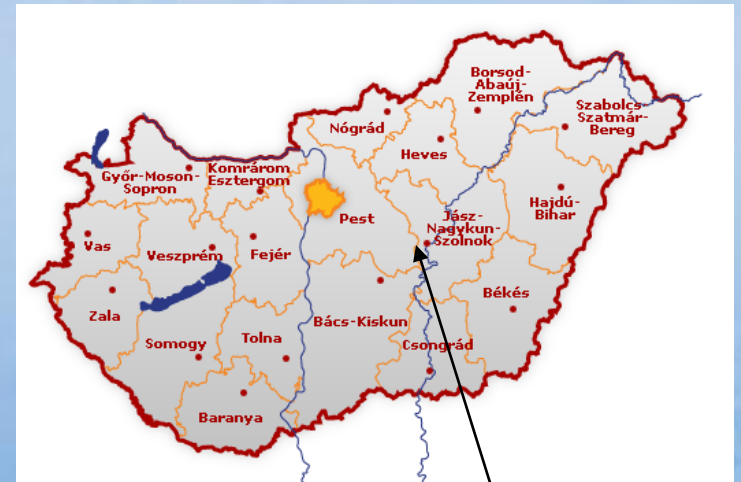 Borsod-
Abaúj-
Zemplén
Szabolcs-
Szatmár-
Bereg
Nógrád
Heves
Győr-Moson-
Sopron
Komrárom
Esztergom
Hajdú-
Bihar
Pest
Jász-
Nagykun-
Szolnok
Vas
Veszprém
Fejér
Békés
Zala
Bács-Kiskun
Somogy
Tolna
Csongrád
Baranya